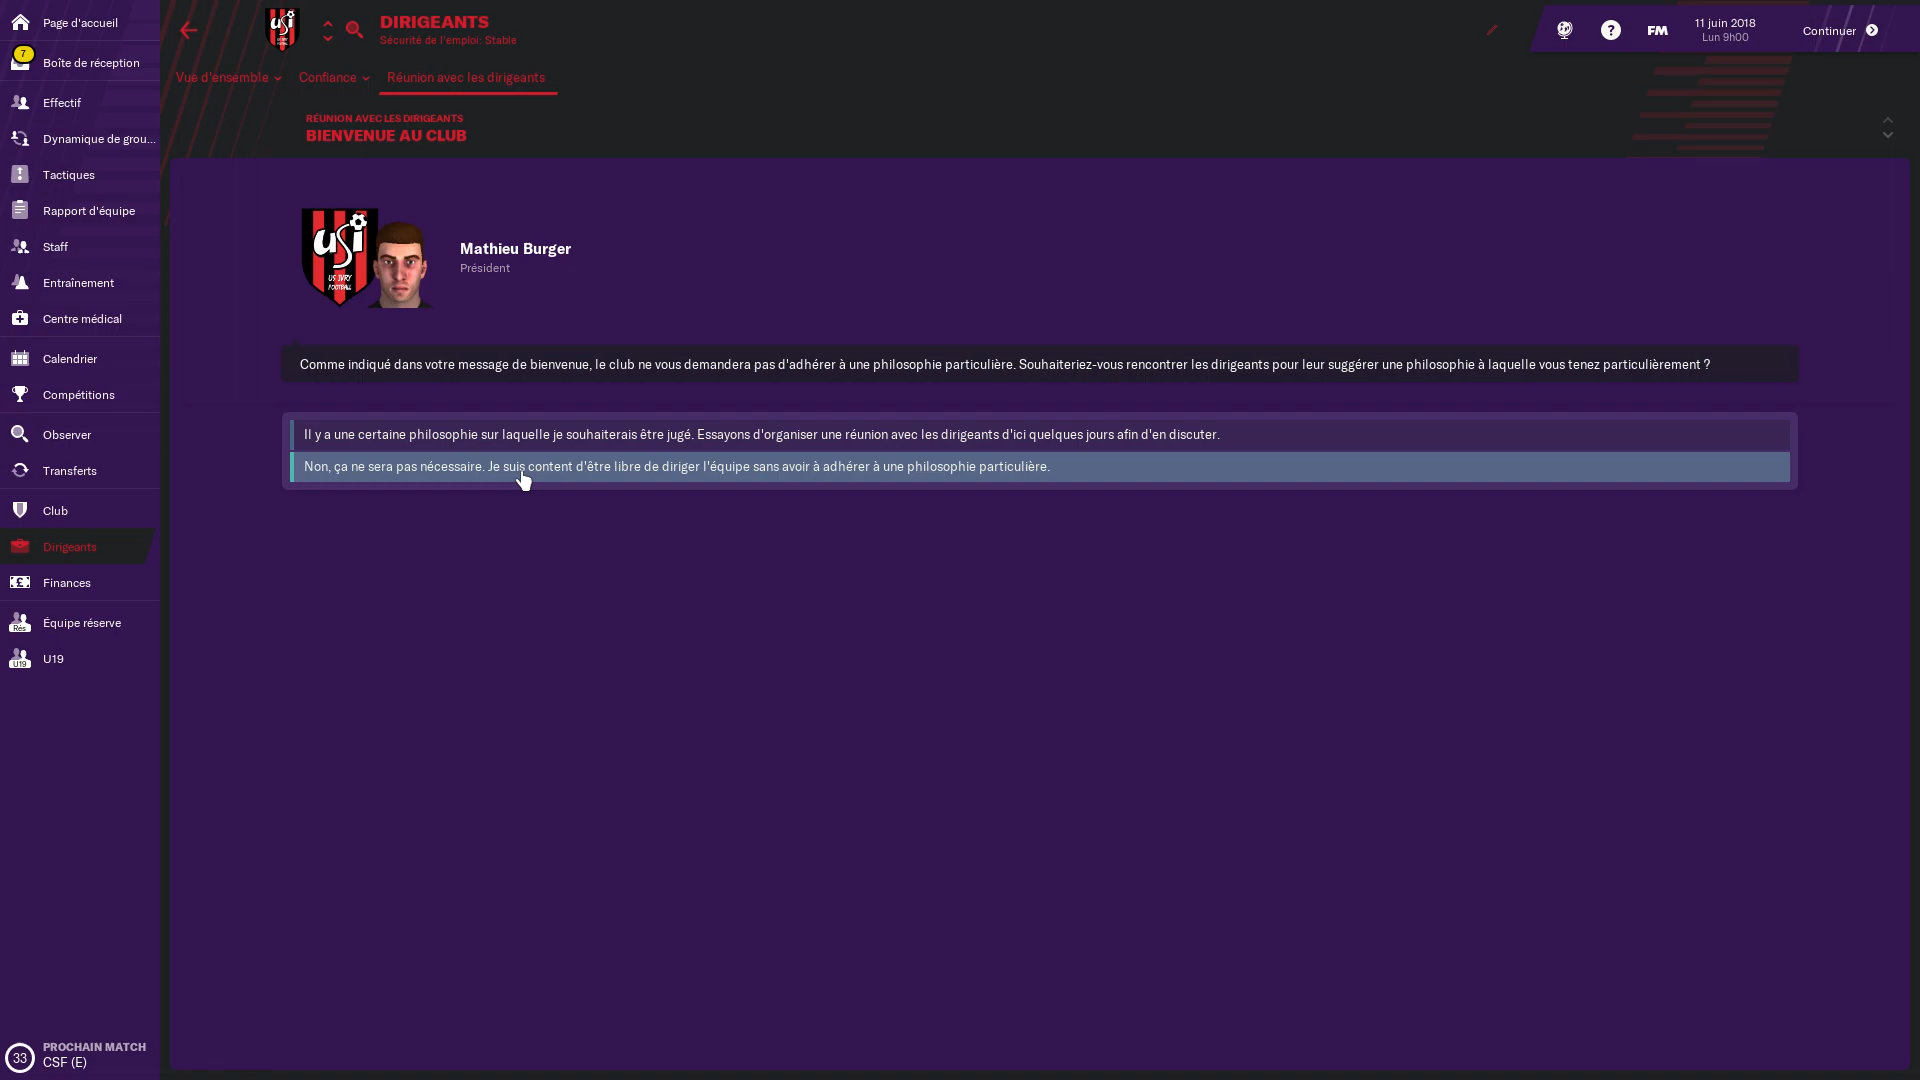 Page d'accueil
7
Boîte de réception
Effectif
Dynamique de grou...
Tactiques
Rapport d'équipe
Staff
Entraînement
Centre médical
Calendrier
Compétitions
Observer
Transferts
Club
Dirigeants
Finances
Rés
Équipe réserve
U19
U19
33
PROCHAIN MATCH
CSF (E)
usi
DIRIGEANTS
Sécurité de l'emploi: Stable
?
FM
11 juin 2018
Lun 9h00
Continuer
Vue d'ensemble
Confiance
Réunion avec les dirigeants
RÉUNION AVEC LES DIRIGEANTS
BIENVENUE AU CLUB
usi
US IVRY
FOOTBALL
Mathieu Burger
Président
Comme indiqué dans votre message de bienvenue, le club ne vous demandera pas d'adhérer à une philosophie particulière. Souhaiteriez-vous rencontrer les dirigeants pour leur suggérer une philosophie à laquelle vous tenez particulièrement ?
Il y a une certaine philosophie sur laquelle je souhaiterais être jugé. Essayons d'organiser une réunion avec les dirigeants d'ici quelques jours afin d'en discuter.
Non, ça ne sera pas nécessaire. Je suis content d'être libre de diriger l'équipe sans avoir à adhérer à une philosophie particulière.